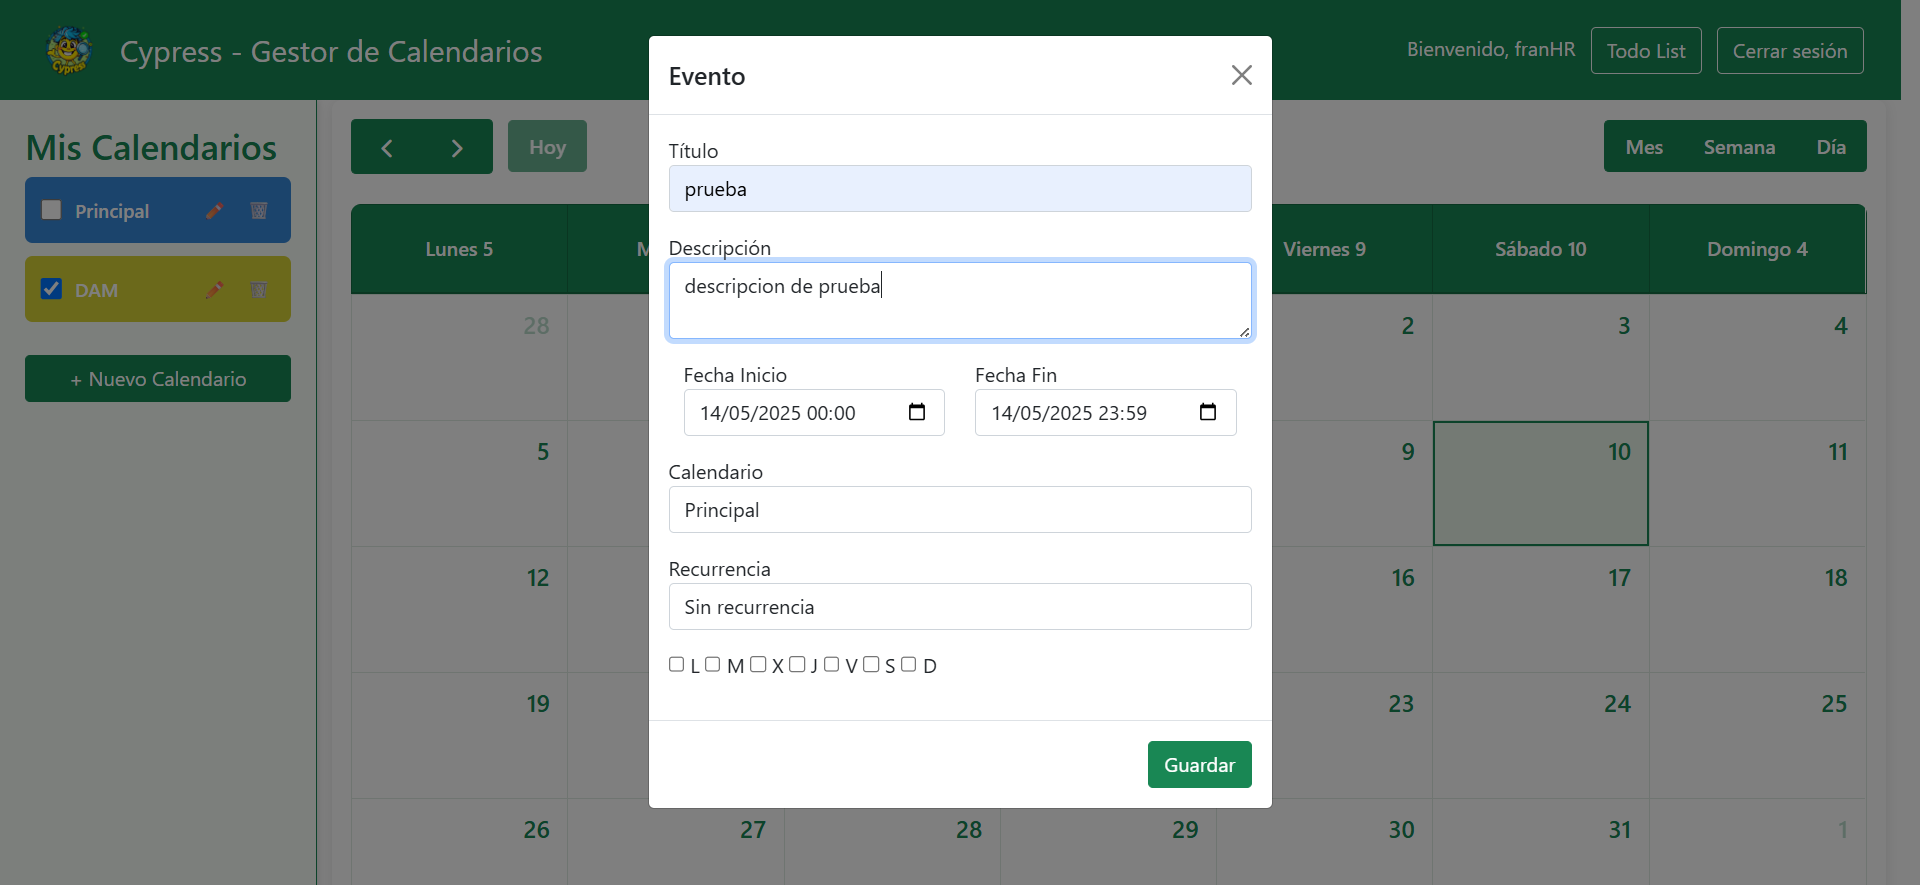 Cypress
Cypress - Gestor de Calendarios
Bienvenido, franHR
Todo List
Cerrar sesión
Mis Calendarios
Principal
DAM
+ Nuevo Calendario
Hoy
Mes
Semana
Día
Lunes 5
M
Viernes 9
Sábado 10
Domingo 4
28
2
3
4
5
9
10
11
12
16
17
18
19
23
24
25
26
27
28
29
30
31
1
Evento
Título
prueba
Descripción
descripcion de prueba
Fecha Inicio
Fecha Fin
14/05/2025 00:00
14/05/2025 23:59
Calendario
Principal
Recurrencia
Sin recurrencia
L M X J V S D
Guardar